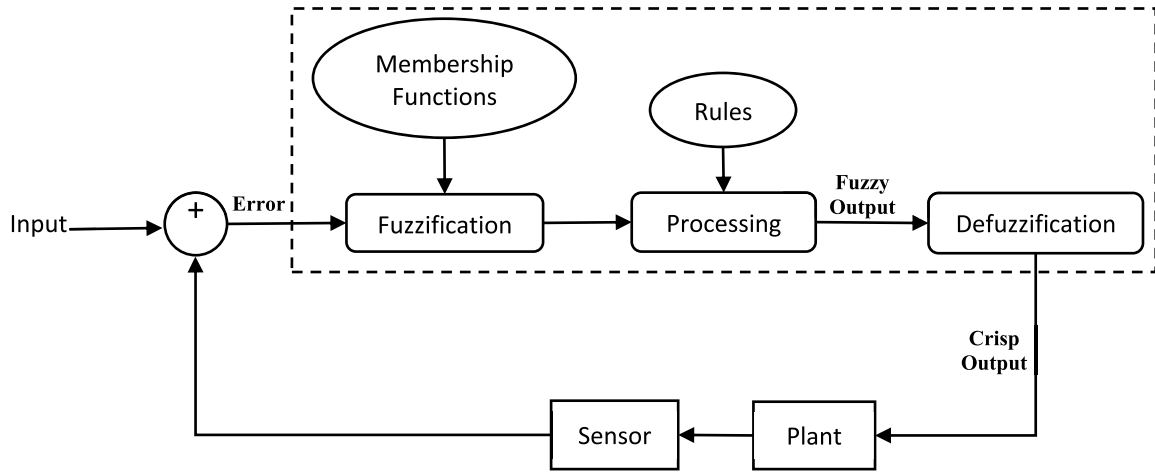 Membership
Functions
Rules
Input
+
Error
Fuzzification
Processing
Fuzzy
Output
Defuzzification
Crisp
Output
Sensor
Plant